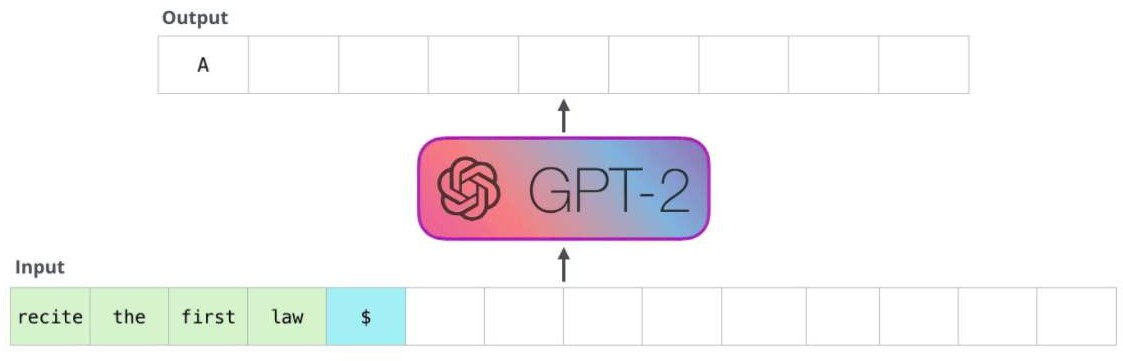 Output
A
GPT-2
Input
recite the first law $